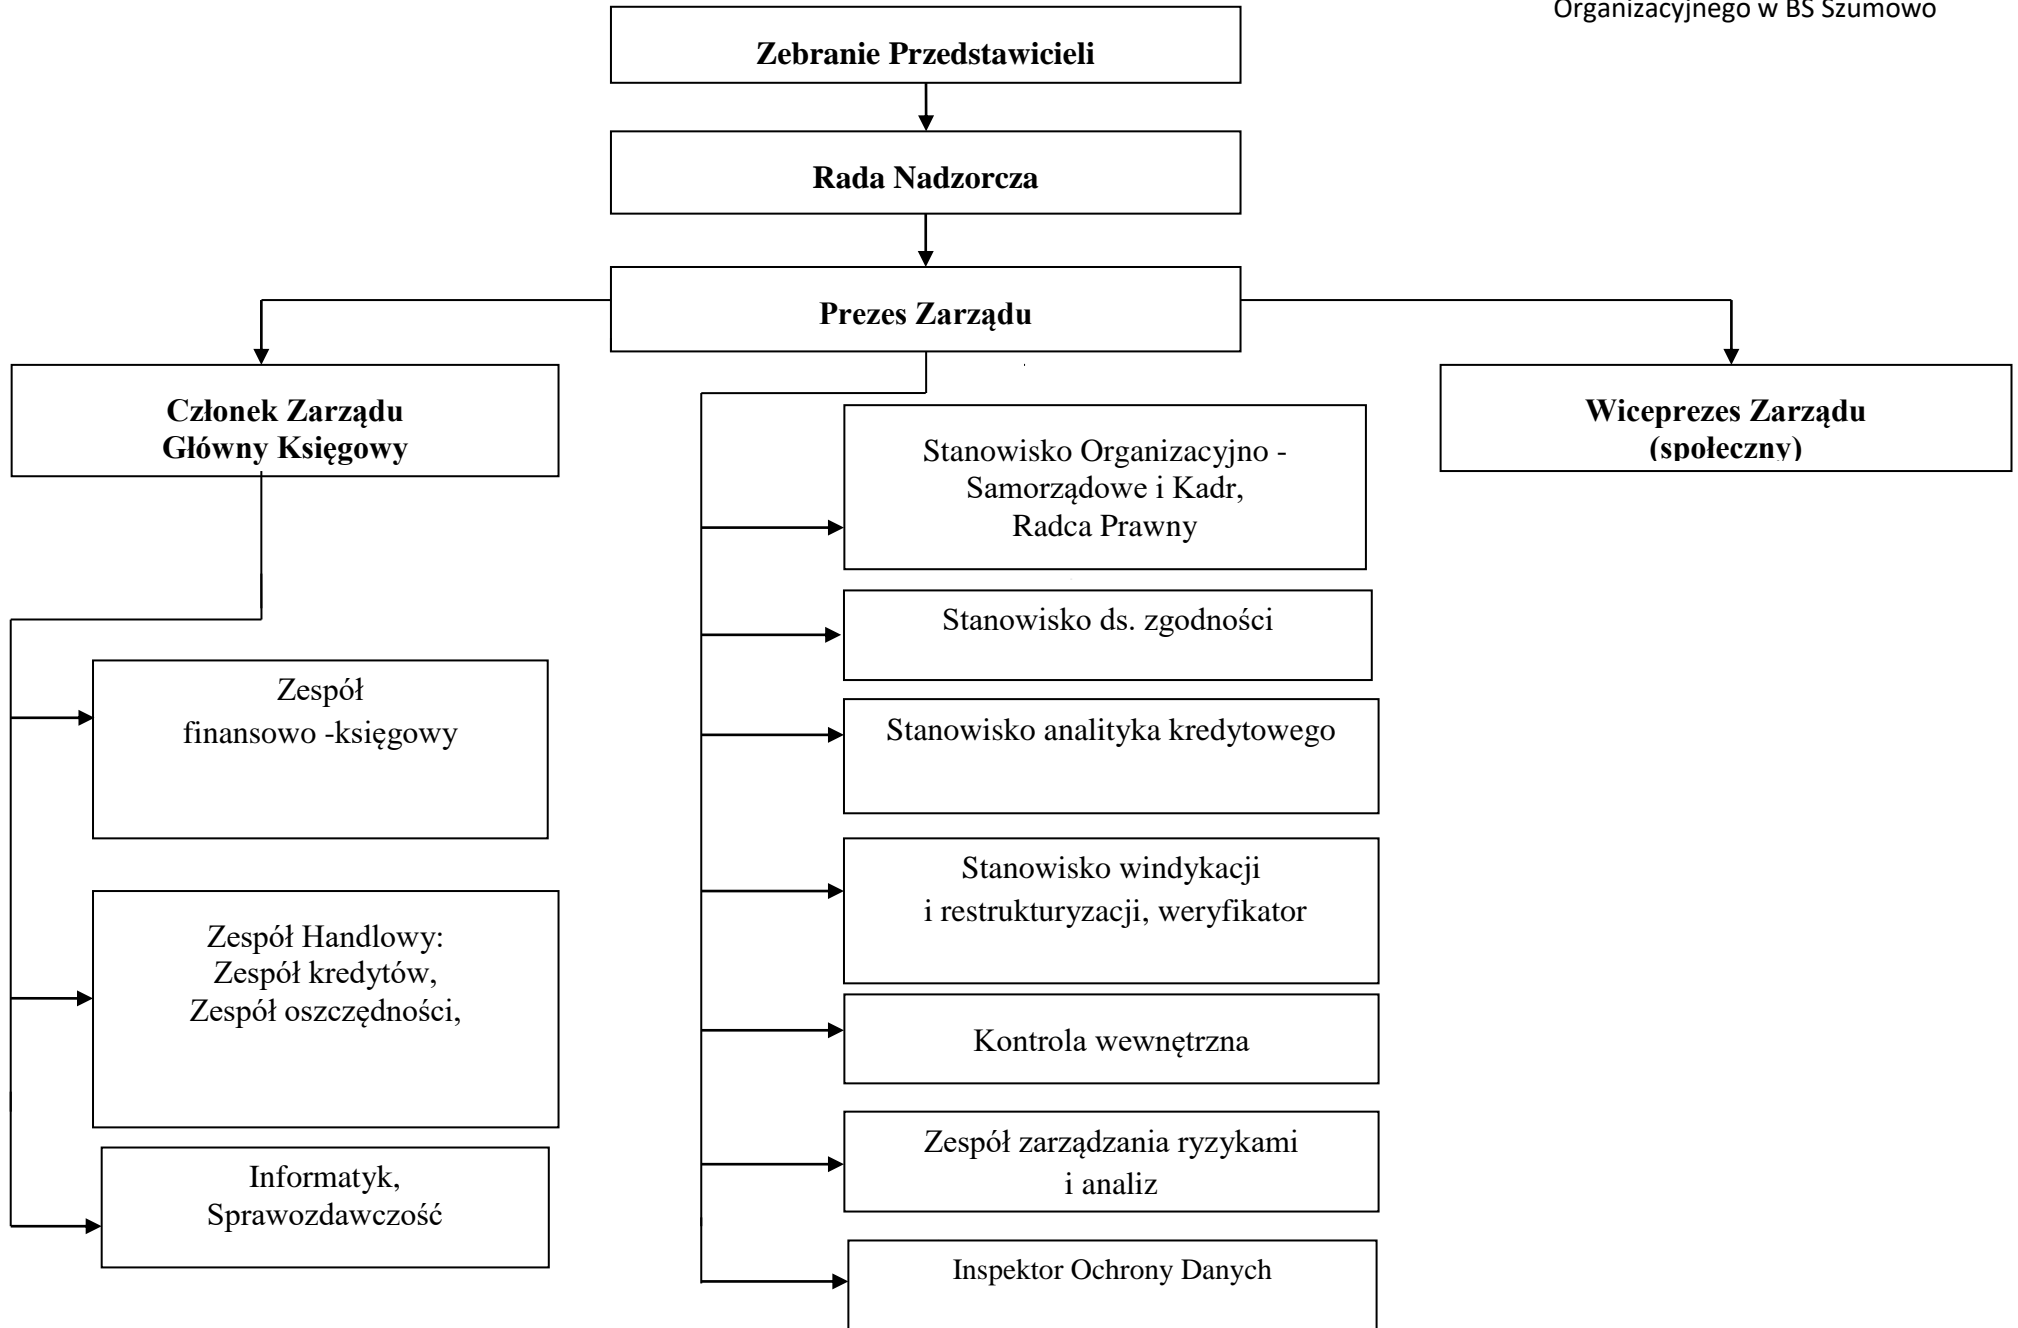 Organizacyjnego w BS Szumowo
Zebranie Przedstawicieli
Rada Nadzorcza
Prezes Zarządu
Członek Zarządu
Główny Księgowy
Wiceprezes Zarządu
(społeczny)
Stanowisko Organizacyjno -
Samorządowe i Kadr,
Radca Prawny
Stanowisko ds. zgodności
Stanowisko analityka kredytowego
Stanowisko windykacji
i restrukturyzacji, weryfikator
Kontrola wewnętrzna
Zespół zarządzania ryzykami
i analiz
Inspektor Ochrony Danych
Zespół
finansowo -księgowy
Zespół Handlowy:
Zespół kredytów,
Zespół oszczędności,
Informatyk,
Sprawozdawczość